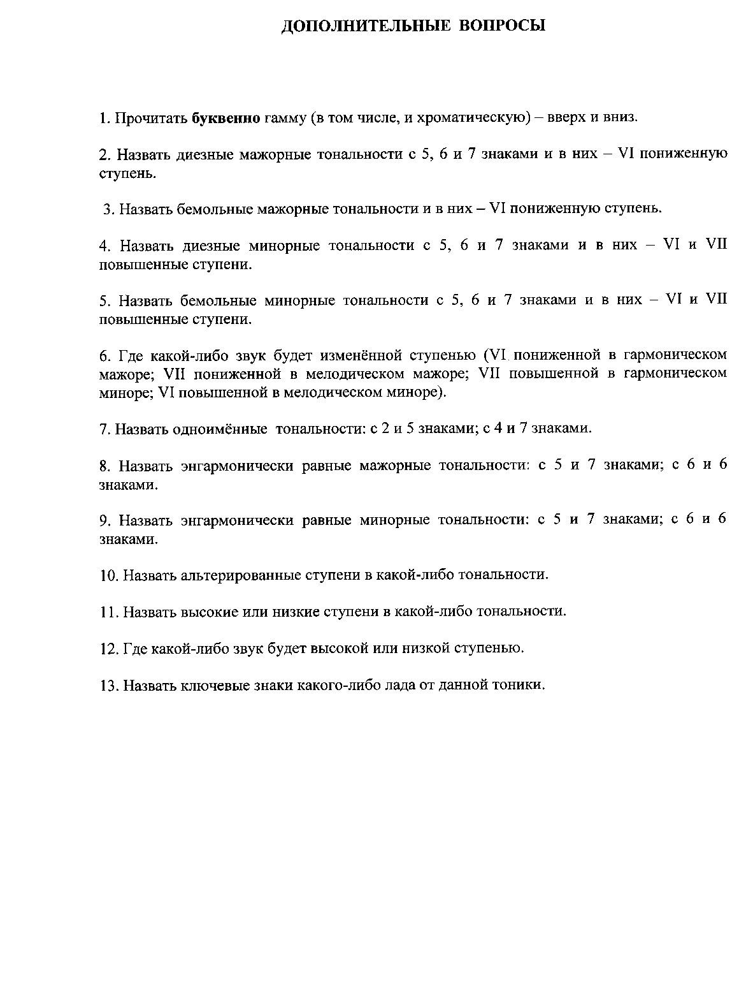 ДОПОЛНИТЕЛЬНЫЕ ВОПРОСЫ
1. Прочитать буквенно гамму (в том числе, и хроматическую) – вверх и вниз.
2. Назвать диезные мажорные тональности с 5, 6 и 7 знаками и в них – VI пониженную
ступень.
3. Назвать бемольные мажорные тональности и в них – VI пониженную ступень.
4. Назвать диезные минорные тональности с 5, 6 и 7 знаками и в них – VI и VII
повышенные ступени.
5. Назвать бемольные минорные тональности с 5, 6 и 7 знаками и в них – VI и VII
повышенные ступени.
6. Где какой-либо звук будет изменённой ступенью (VI пониженной в гармоническом
мажоре; VII пониженной в мелодическом мажоре; VII повышенной в гармоническом
миноре; VI повышенной в мелодическом миноре).
7. Назвать одноимённые тональности: с 2 и 5 знаками; с 4 и 7 знаками.
8. Назвать энгармонически равные мажорные тональности: с 5 и 7 знаками; с 6 и 6
знаками.
9. Назвать энгармонически равные минорные тональности: с 5 и 7 знаками; с 6 и 6
знаками.
10. Назвать альтерированные ступени в какой-либо тональности.
11. Назвать высокие или низкие ступени в какой-либо тональности.
12. Где какой-либо звук будет высокой или низкой ступенью.
13. Назвать ключевые знаки какого-либо лада от данной тоники.